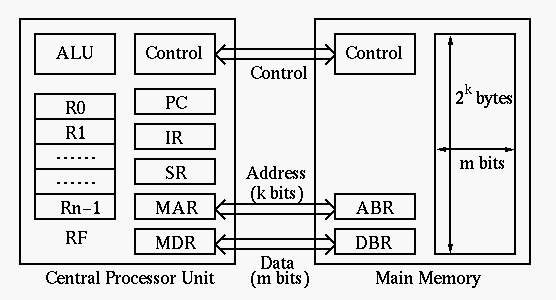 ALU
Control
R0
R1
......
......
Rn-1
RF
PC
IR
SR
MAR
MDR
Central Processor Unit
Control
Address
(k bits)
Data
(m bits)
Control
ABR
DBR
2^k bytes
m bits
Main Memory